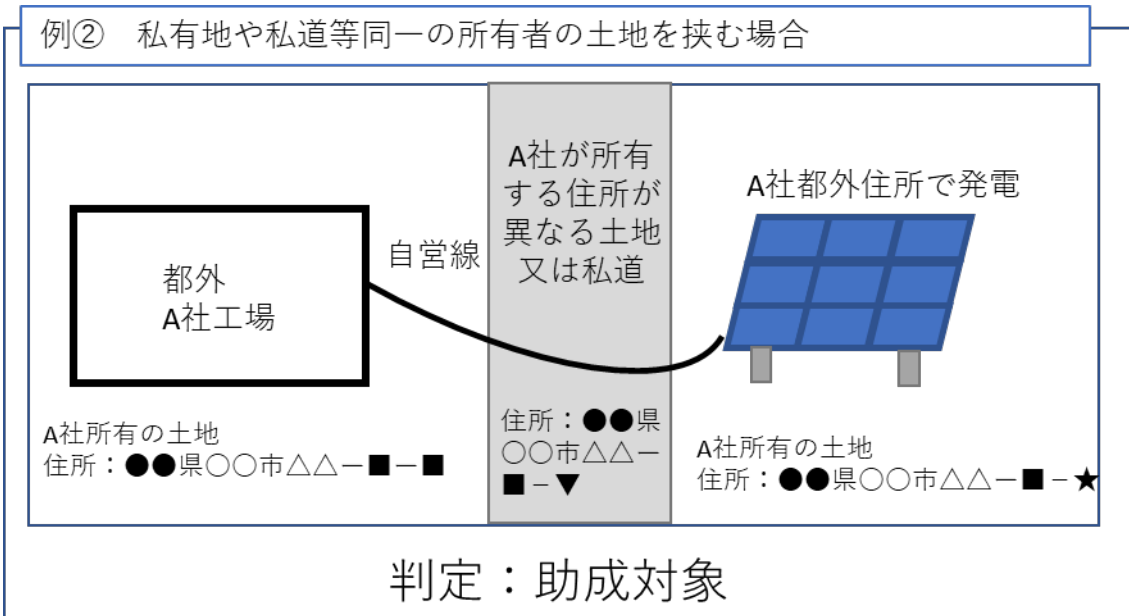 例② 私有地や私道等同一の所有者の土地を挟む場合
A社が所有
する住所が
異なる土地
又は私道
A社都外住所で発電
自営線
都外
A社工場
A社所有の土地
住所：●●県〇〇市△△ー■ー■
住所：●●県
〇〇市△△ー
■－▼
A社所有の土地
住所：●●県〇〇市△△ー■－★
判定：助成対象